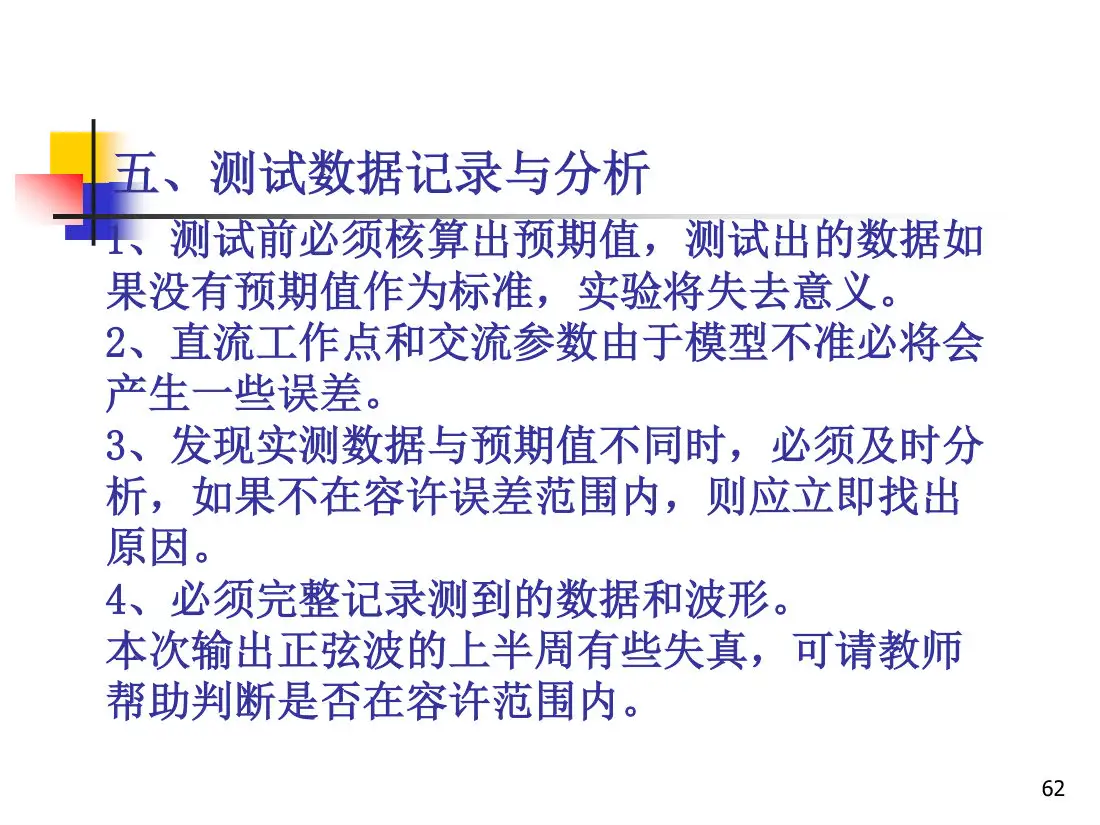 五、测试数据记录与分析
1、测试前必须核算出预期值，测试出的数据如
果没有预期值作为标准，实验将失去意义。
2、直流工作点和交流参数由于模型不准必将会
产生一些误差。
3、发现实测数据与预期值不同时，必须及时分
析，如果不在容许误差范围内，则应立即找出
原因。
4、必须完整记录测到的数据和波形。
本次输出正弦波的上半周有些失真，可请教师
帮助判断是否在容许范围内。
62